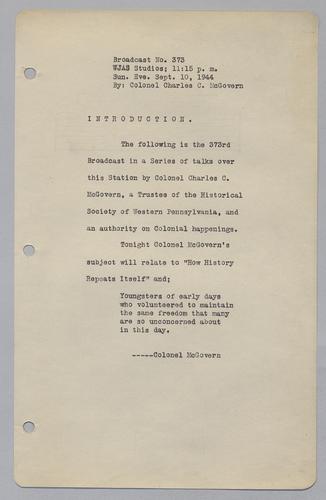 Broadcast No. 373
WJAS Studios; 11:15 p. m.
Sun. Eve. Sept. 10, 1944
By: Colonel Charles C. McGovern
INTRODUCTION.
The following is the 373rd
Broadcast in a Series of talks over
this Station by Colonel Charles C.
McGovern, a Trustee of the Historical
Society of Western Pennsylvania, and
an authority on Colonial happenings.
Tonight Colonel McGovern's
subject will relate to "How History
Repeats Itself" and;
Youngsters of early days
who volunteered to maintain
the same freedom that many
are so unconcerned about
in this day.
-----Colonel McGovern